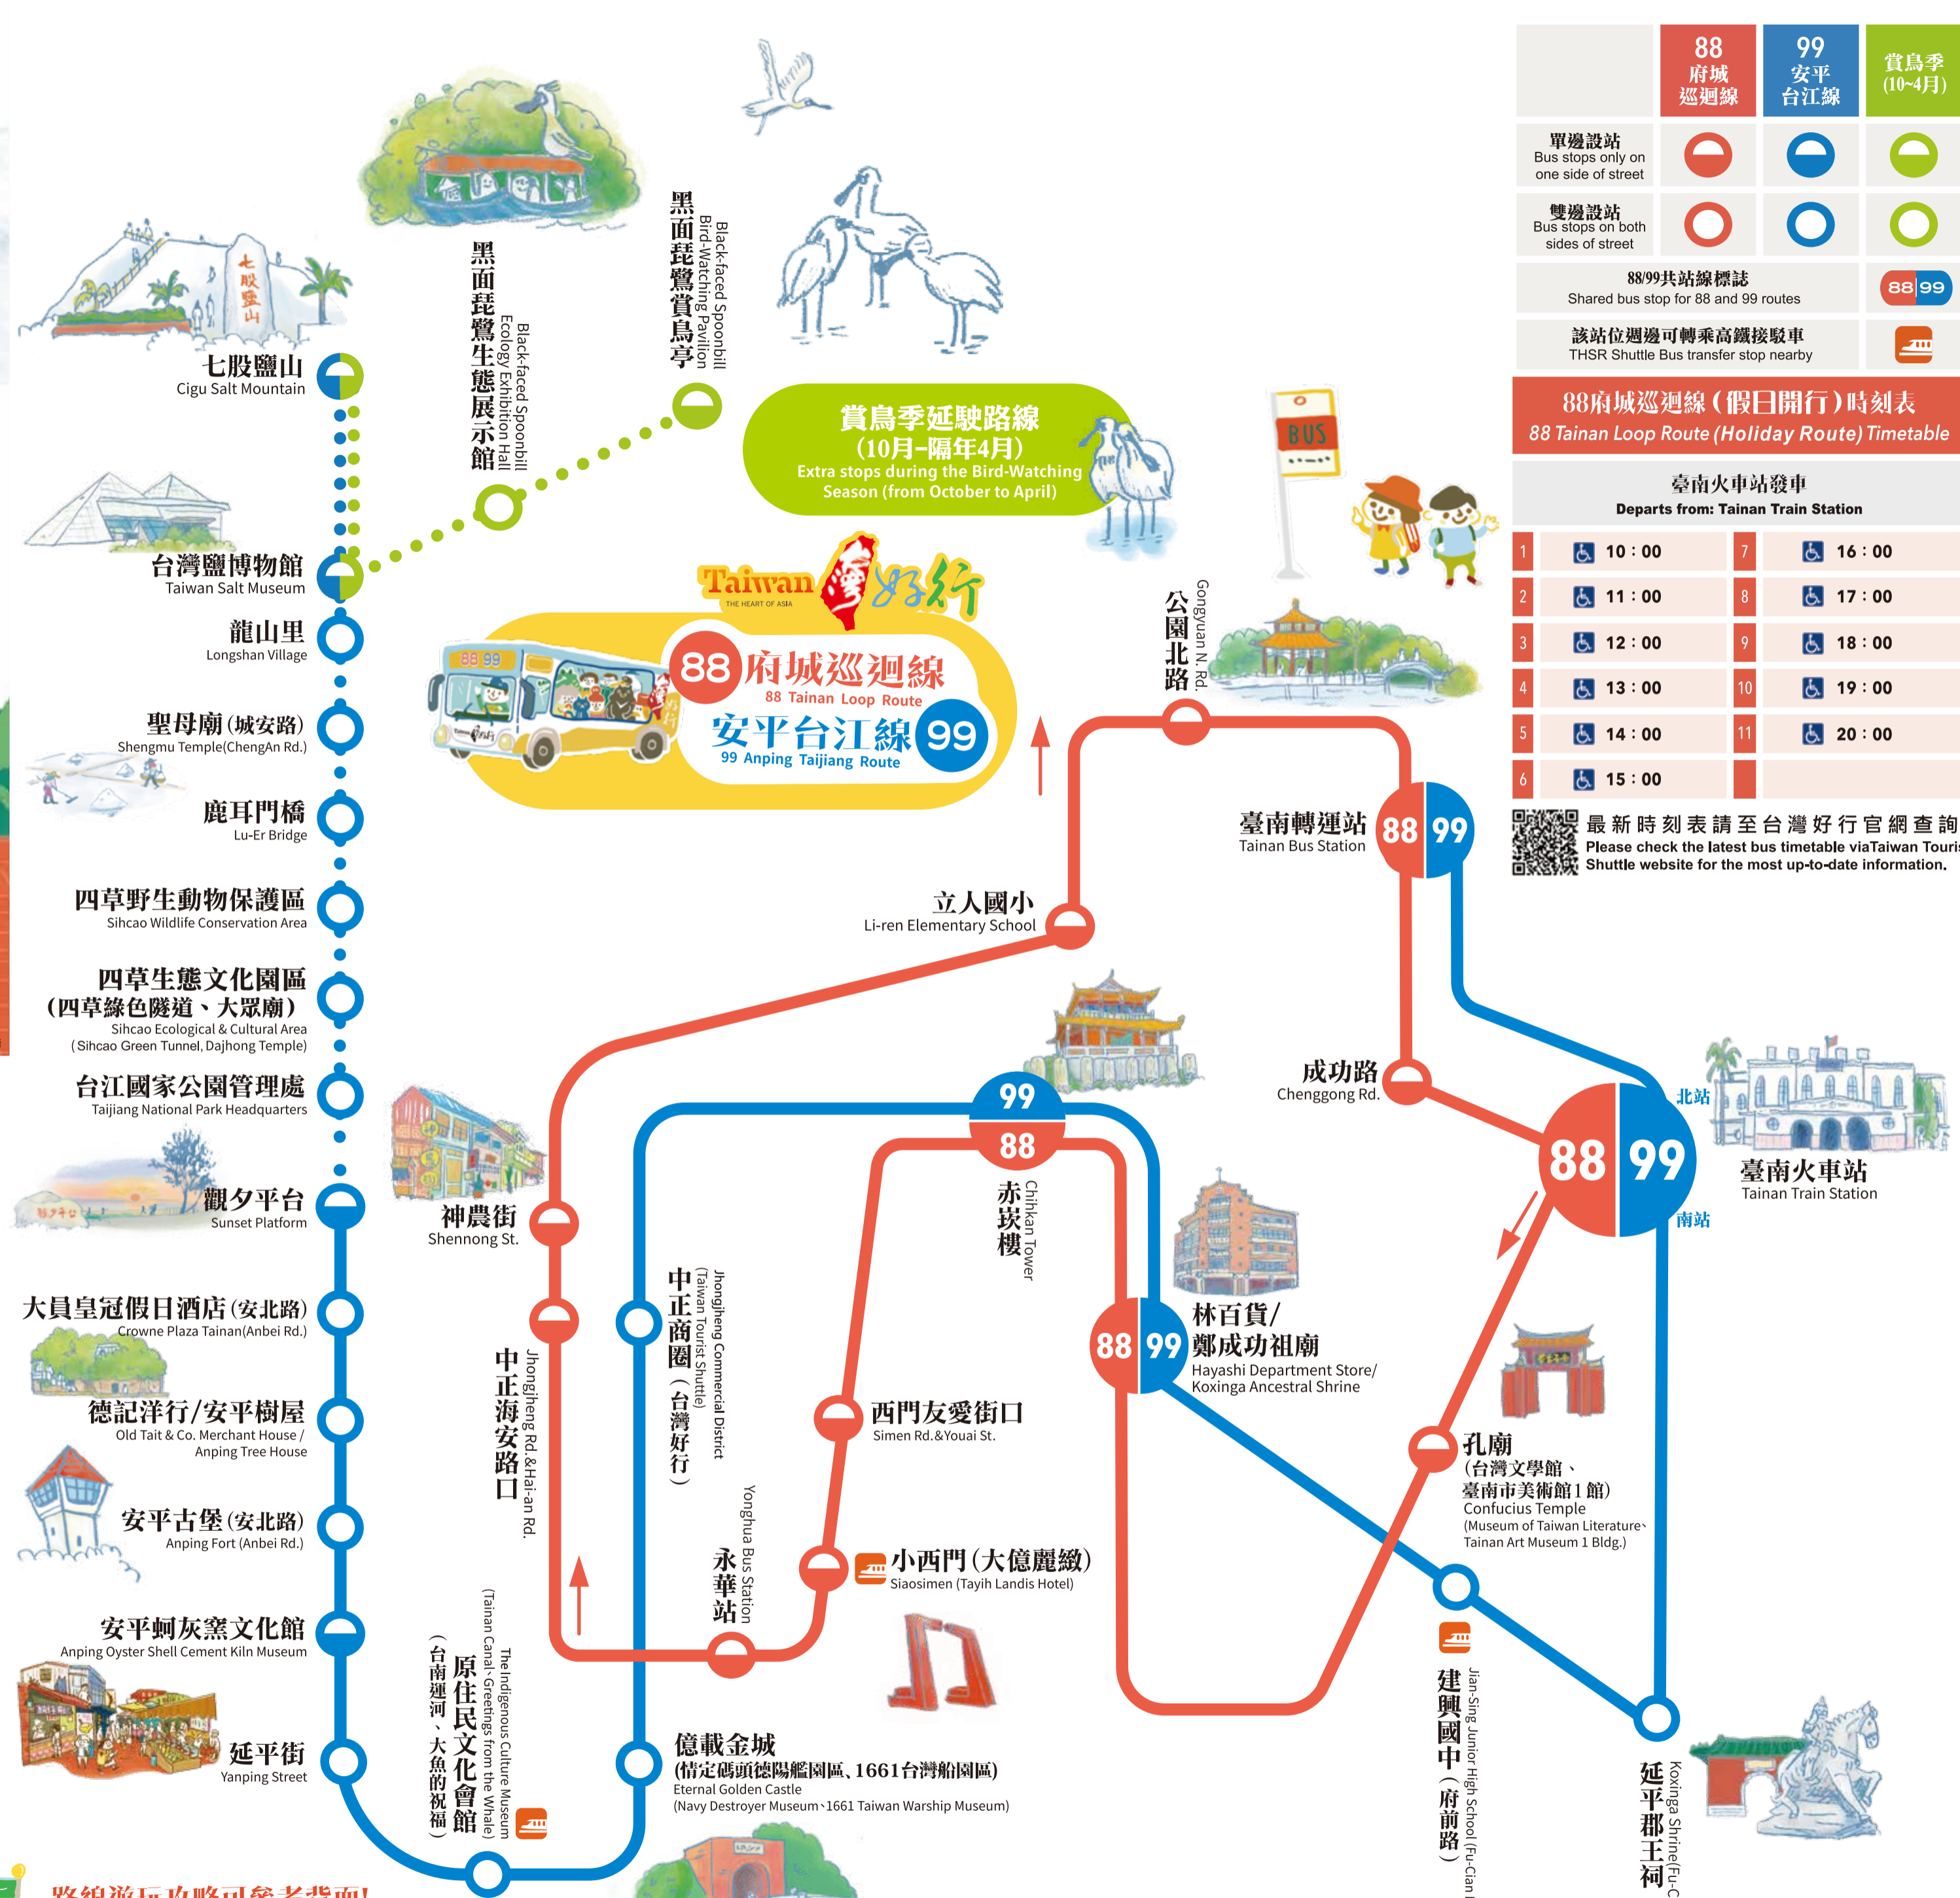 七股鹽山
七股鹽山
Cigu Salt Mountain
台灣鹽博物館
Taiwan Salt Museum
龍山里
Longshan Village
聖母廟(城安路)
Shengmu Temple(ChengAn Rd.)
鹿耳門橋
Lu-Er Bridge
四草野生動物保護區
Sihcao Wildlife Conservation Area
四草生態文化園區
(四草綠色隧道、大眾廟)
Sihcao Ecological & Cultural Area
(Sihcao Green Tunnel, Dajhong Temple)
台江國家公園管理處
Taijiang National Park Headquarters
觀夕平台
Sunset Platform
大員皇冠假日酒店(安北路)
Crowne Plaza Tainan(Anbei Rd.)
德記洋行/安平樹屋
Old Tait & Co. Merchant House /
Anping Tree House
安平古堡(安北路)
Anping Fort (Anbei Rd.)
安平蚵灰窯文化館
Anping Oyster Shell Cement Kiln Museum
延平街
Yanping Street
黑面琵鷺生態展示館
Black-faced Spoonbill
Ecology Exhibition Hall
黑面琵鷺賞鳥亭
Black-faced Spoonbill
Bird-Watching Pavilion
賞鳥季延駛路線
(10月-隔年4月)
Extra stops during the Bird-Watching
Season (from October to April)
Taiwan
THE HEART OF ASIA
灣好行
88 99
88 府城巡迴線
88 Tainan Loop Route
安平台江線 99
99 Anping Taijiang Route
BUS
公園北路
Gongyuan N. Rd.
臺南轉運站
Tainan Bus Station
88 99
立人國小
Li-ren Elementary School
成功路
Chenggong Rd.
88 99
北站
南站
臺南火車站
Tainan Train Station
99
88
赤崁樓
Chihkan Tower
神農街
Shennong St.
中正海安路口
Jhongjheng Rd.&Hai-an Rd.
中正商圈(台灣好行)
Jhongjheng Commercial District
(Taiwan Tourist Shuttle)
88 99
林百貨/
鄭成功祖廟
Hayashi Department Store/
Koxinga Ancestral Shrine
西門友愛街口
Simen Rd.&Youai St.
小西門(大億麗緻)
Siaosimen (Tayih Landis Hotel)
永華站
Yonghua Bus Station
孔廟
(台灣文學館、
臺南市美術館1館)
Confucius Temple
(Museum of Taiwan Literature、
Tainan Art Museum 1 Bldg.)
原住民文化會館
(台南運河、大魚的祝福)
The Indigenous Culture Museum
(Tainan Canal、Greetings from the Whale)
億載金城
(情定碼頭德陽艦園區、1661台灣船園區)
Eternal Golden Castle
(Navy Destroyer Museum、1661 Taiwan Warship Museum)
建興國中(府前路)
Jian-Sing Junior High School (Fu-Cian
延平郡王祠
Koxinga Shrine(Fu-C
路線遊玩攻略可參考背面!
88
府城
巡迴線
99
安平
台江線
賞鳥季
(10~4月)
單邊設站
Bus stops only on
one side of street
雙邊設站
Bus stops on both
sides of street
88/99共站線標誌
Shared bus stop for 88 and 99 routes
88 99
該站位週邊可轉乘高鐵接駁車
THSR Shuttle Bus transfer stop nearby
88府城巡迴線(假日開行)時刻表
88 Tainan Loop Route (Holiday Route) Timetable
臺南火車站發車
Departs from: Tainan Train Station
1 10:00 7 16:00
2 11:00 8 17:00
3 12:00 9 18:00
4 13:00 10 19:00
5 14:00 11 20:00
6 15:00
最新時刻表請至台灣好行官網查詢
Please check the latest bus timetable viaTaiwan Touris
Shuttle website for the most up-to-date information.